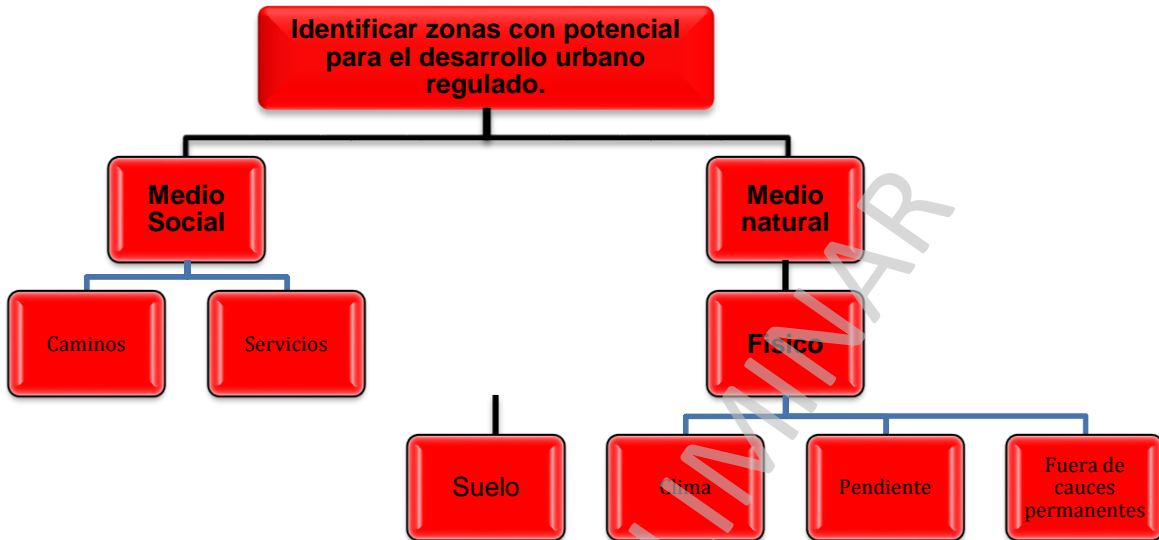 Identificar zonas con potencial
para el desarrollo urbano
regulado.
Medio
Social
Medio
natural
Caminos
Servicios
Físico
Suelo
Clima
Pendiente
Fuera de
cauces
permanentes
LIMINAR